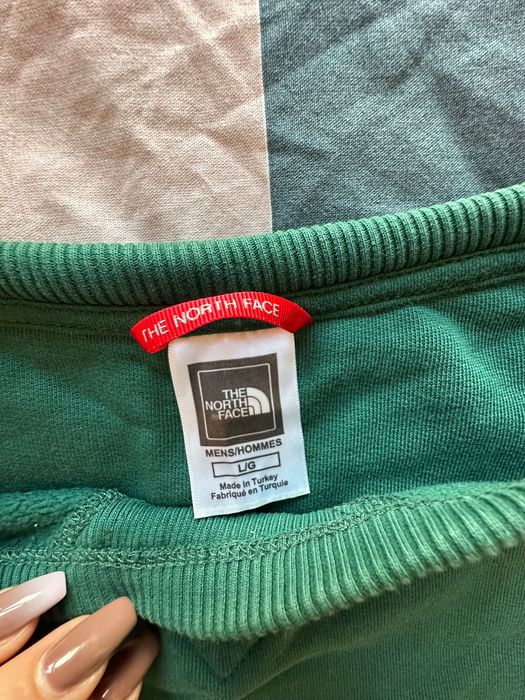 THE NORTH FACE
THE
NORTH
FACE
MENS/HOMMES
L/G
Made in Turkey
Fabriqué en Turquie